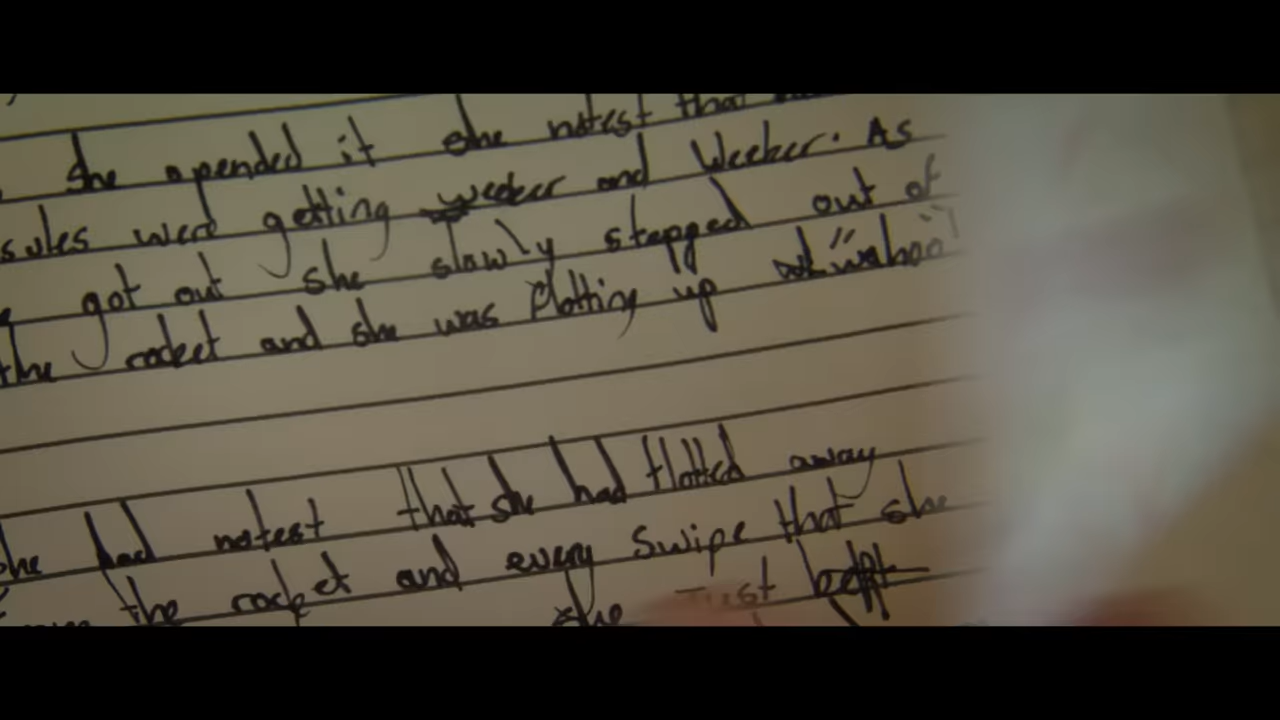 she opended it she notest that
sules werd getting weeker and Weeker. As
got out she slowly stepped out of
the rocket and she was flotting up "wahoo"
she had notest that she had flotted away
the rocket and every swipe that she
she just